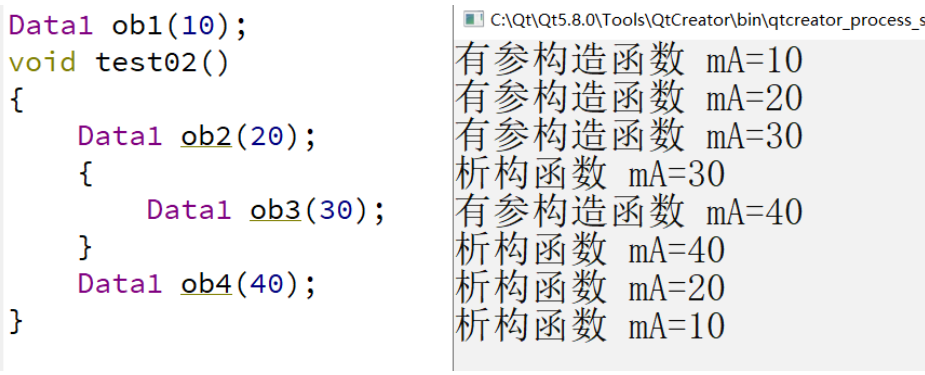 Data1 ob1(10);
void test02()
{
    Data1 ob2(20);
    {
        Data1 ob3(30);
    }
    Data1 ob4(40);
}
C:\Qt\Qt5.8.0\Tools\QtCreator\bin\qtcreator_process_s
有参构造函数 mA=10
有参构造函数 mA=20
有参构造函数 mA=30
析构函数 mA=30
有参构造函数 mA=40
析构函数 mA=40
析构函数 mA=20
析构函数 mA=10